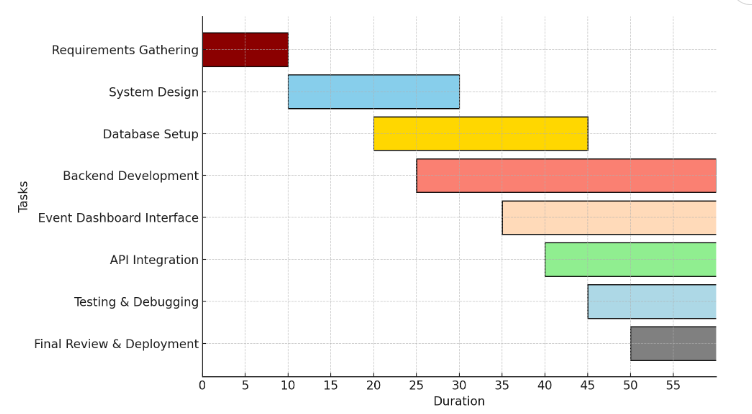 Requirements Gathering
System Design
Database Setup
Backend Development
Event Dashboard Interface
API Integration
Testing & Debugging
Final Review & Deployment
Tasks
0 5 10 15 20 25 30 35 40 45 50 55
Duration